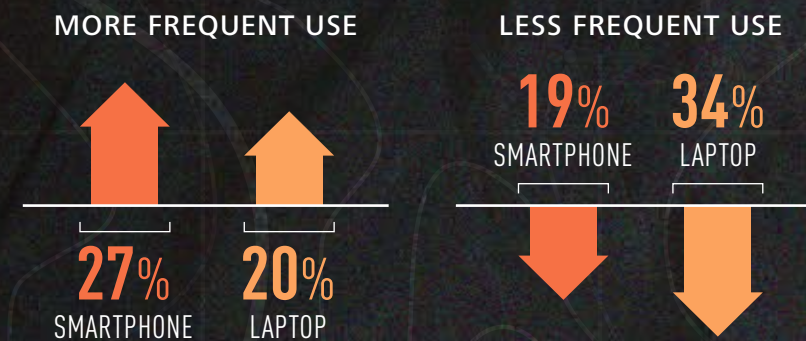 MORE FREQUENT USE
27%
SMARTPHONE
20%
LAPTOP
LESS FREQUENT USE
19%
SMARTPHONE
34%
LAPTOP